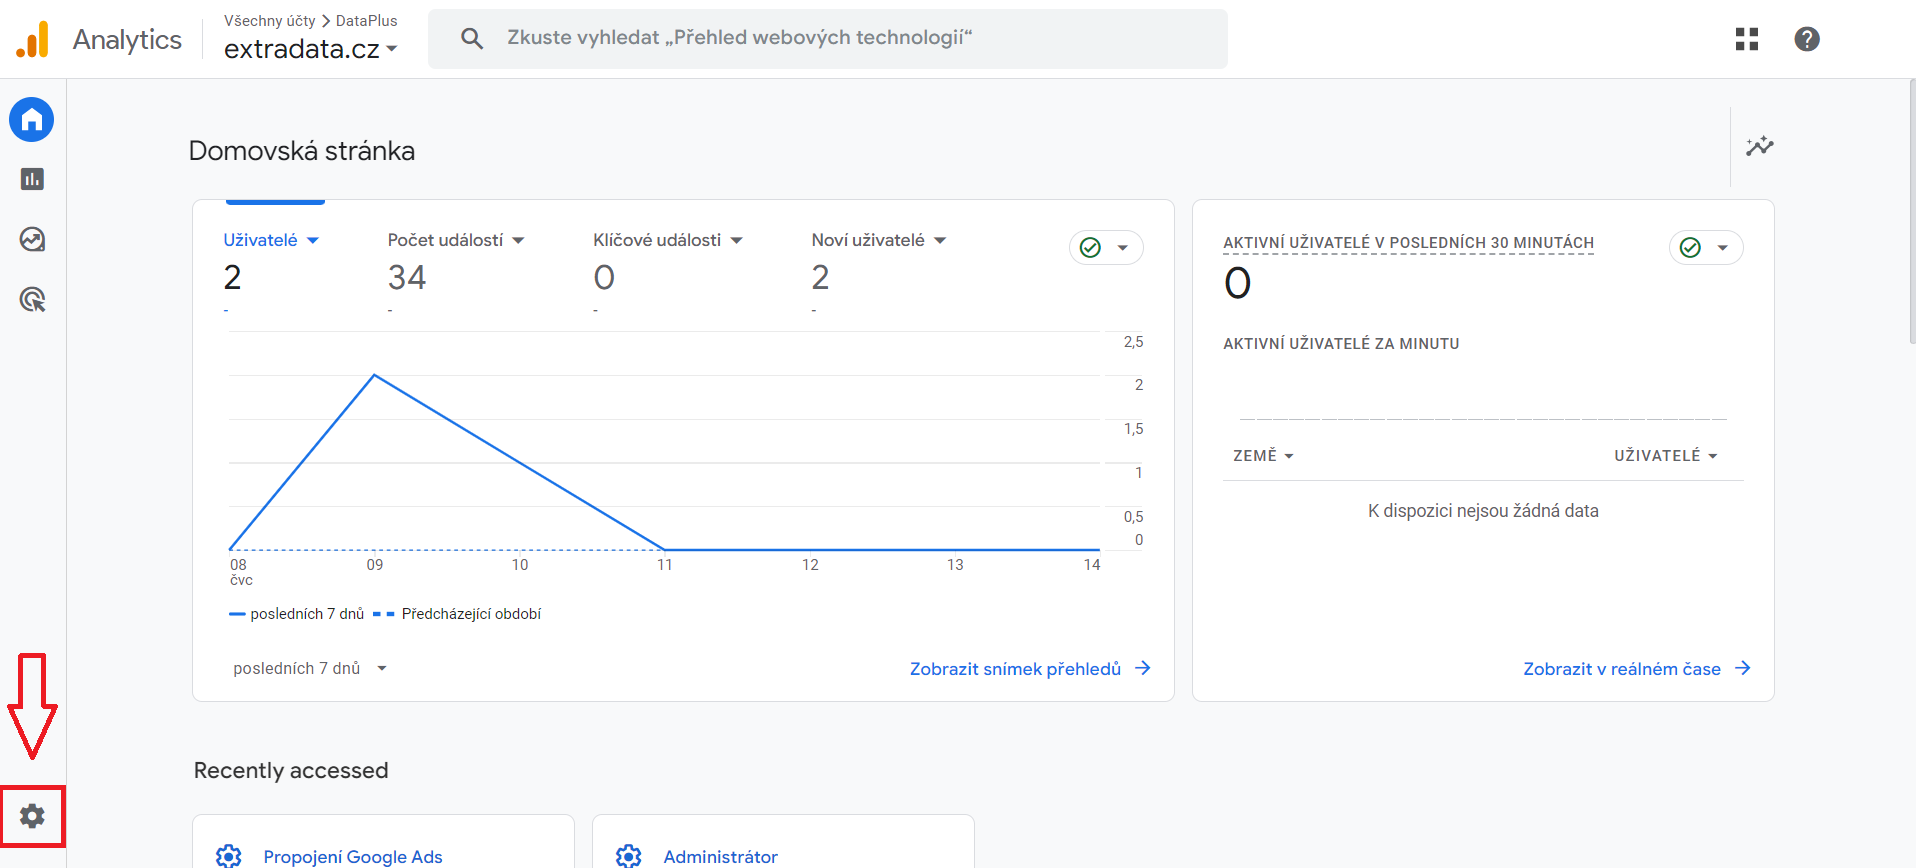 Analytics
Všechny účty > DataPlus
extradata.cz
Zkuste vyhledat „Přehled webových technologií“
Domovská stránka
Uživatelé
2
-
Počet událostí
34
-
Klíčové události
0
-
Noví uživatelé
2
-
2,5
2
1,5
1
0,5
0
08 09 10 11 12 13 14
čvc
posledních 7 dnů Předcházející období
posledních 7 dnů
Zobrazit snímek přehledů
AKTIVNÍ UŽIVATELÉ V POSLEDNÍCH 30 MINUTÁCH
0
AKTIVNÍ UŽIVATELÉ ZA MINUTU
ZEMĚ UŽIVATELÉ
K dispozici nejsou žádná data
Zobrazit v reálném čase
Recently accessed
Propojení Google Ads
Administrátor